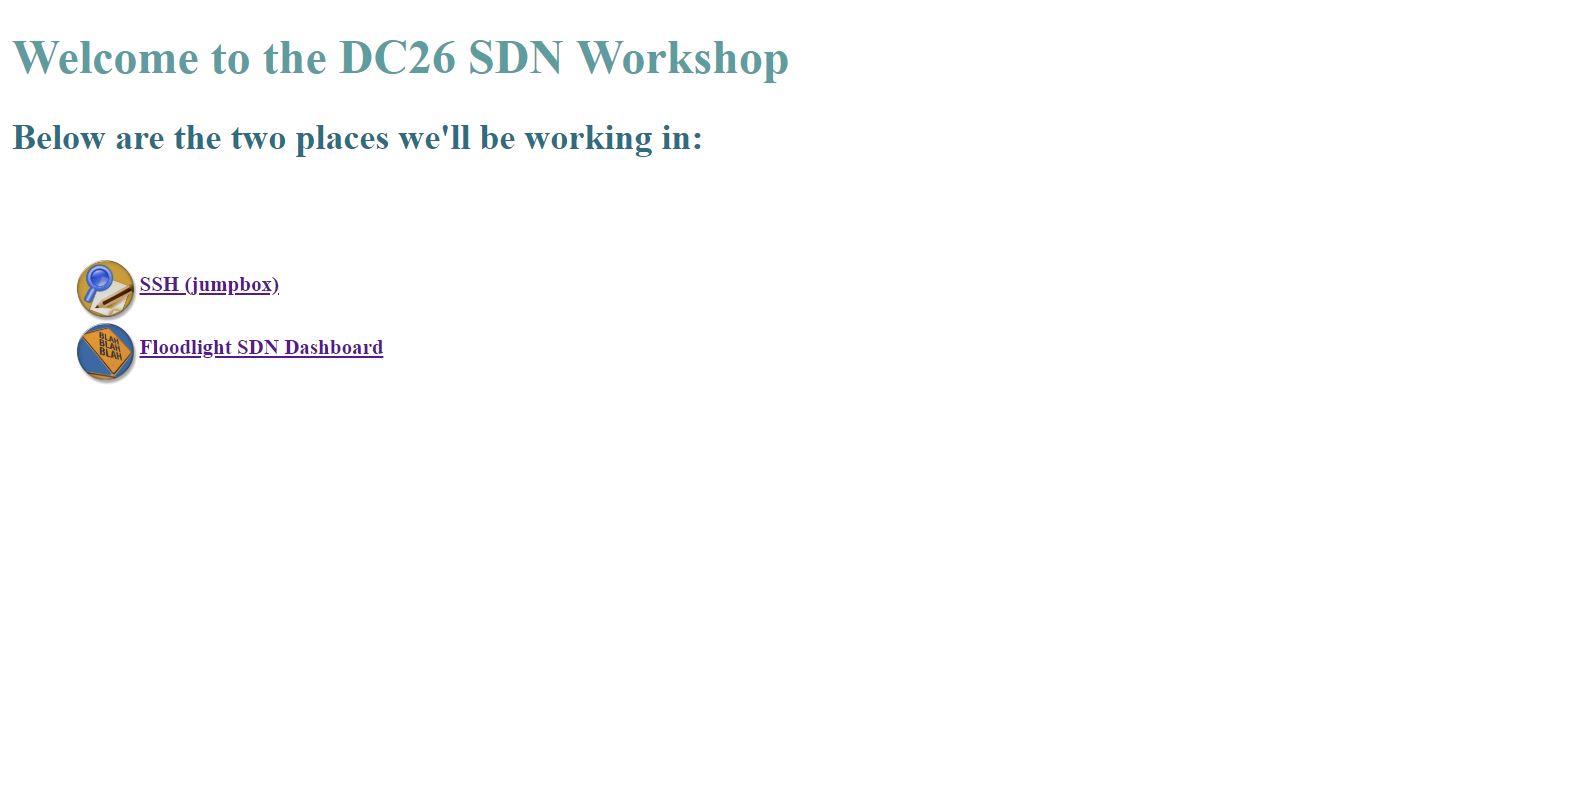 Welcome to the DC26 SDN Workshop
Below are the two places we'll be working in:
SSH (jumpbox)
BLAH
BLAH
BLAH
Floodlight SDN Dashboard